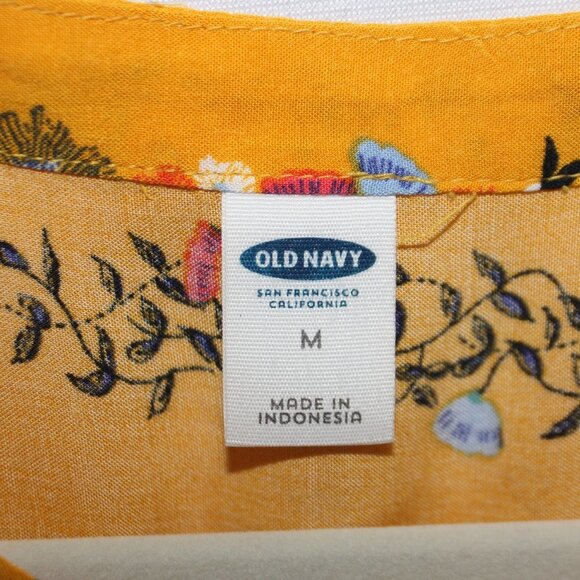 OLD NAVY
SAN FRANCISCO
CALIFORNIA
M
MADE IN
INDONESIA